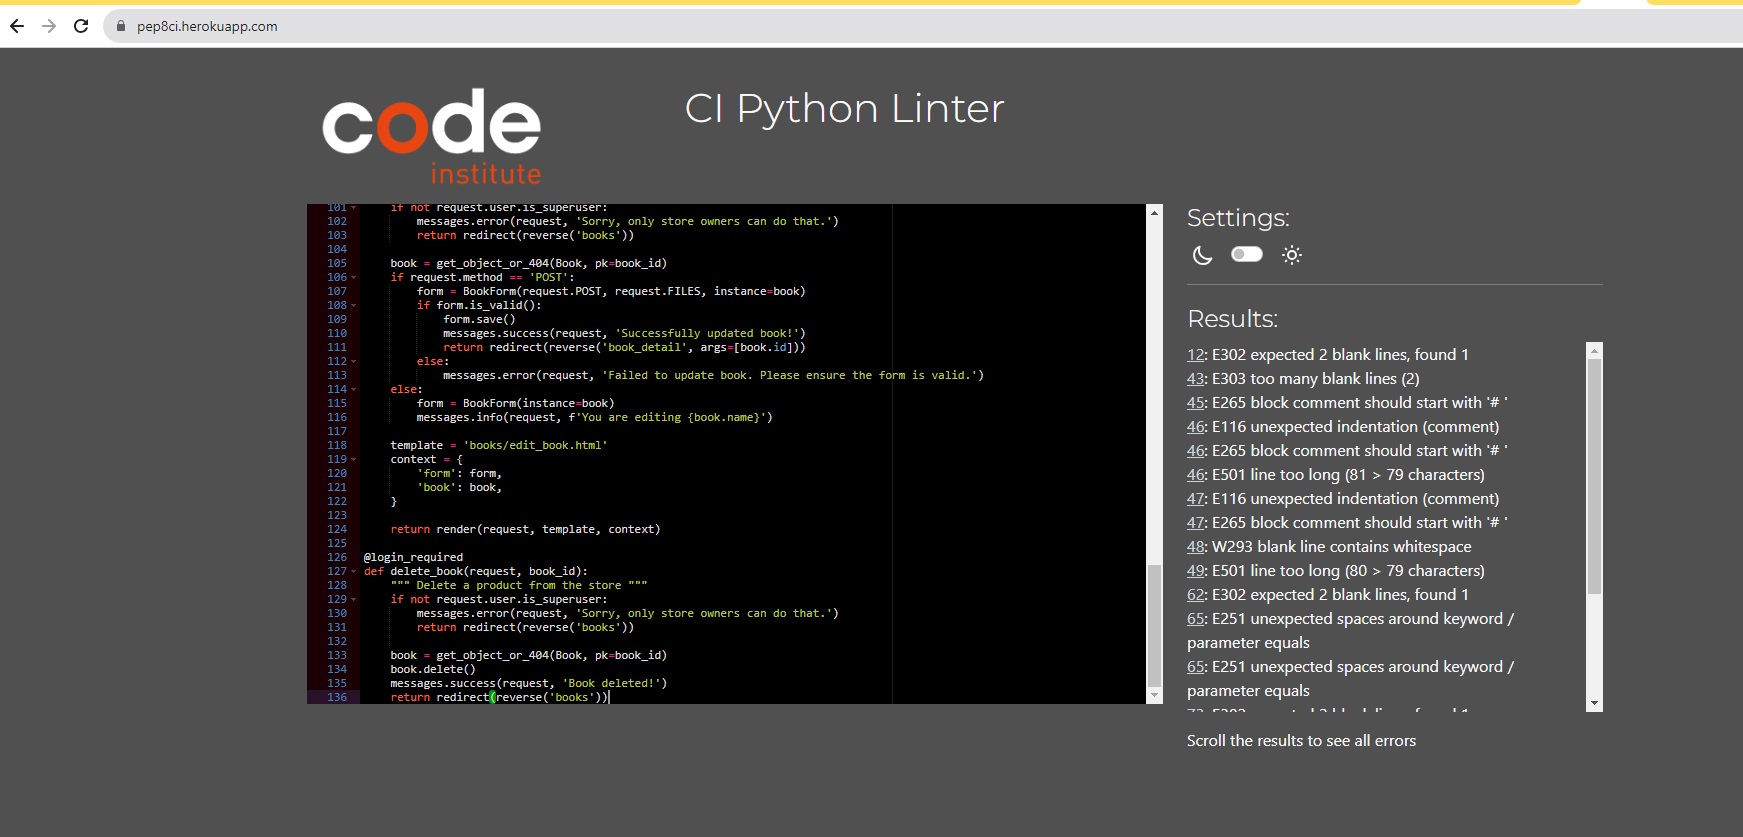 pep8ci.herokuapp.com
code
institute
CI Python Linter
101 if not request.user.is_superuser:
102 messages.error(request, 'Sorry, only store owners can do that.')
103 return redirect(reverse('books'))
104
105 book = get_object_or_404(Book, pk=book_id)
106 if request.method == 'POST':
107 form = BookForm(request.POST, request.FILES, instance=book)
108 if form.is_valid():
109 form.save()
110 messages.success(request, 'Successfully updated book!')
111 return redirect(reverse('book_detail', args=[book.id]))
112 else:
113 messages.error(request, 'Failed to update book. Please ensure the form is valid.')
114 else:
115 form = BookForm(instance=book)
116 messages.info(request, f'You are editing {book.name}')
117
118 template = 'books/edit_book.html'
119 context = {
120 'form': form,
121 'book': book,
122 }
123
124 return render(request, template, context)
125
126 @login_required
127 def delete_book(request, book_id):
128 """ Delete a product from the store """
129 if not request.user.is_superuser:
130 messages.error(request, 'Sorry, only store owners can do that.')
131 return redirect(reverse('books'))
132
133 book = get_object_or_404(Book, pk=book_id)
134 book.delete()
135 messages.success(request, 'Book deleted!')
136 return redirect(reverse('books'))
Settings:
Results:
12: E302 expected 2 blank lines, found 1
43: E303 too many blank lines (2)
45: E265 block comment should start with '# '
46: E116 unexpected indentation (comment)
46: E265 block comment should start with '# '
46: E501 line too long (81 > 79 characters)
47: E116 unexpected indentation (comment)
47: E265 block comment should start with '# '
48: W293 blank line contains whitespace
49: E501 line too long (80 > 79 characters)
62: E302 expected 2 blank lines, found 1
65: E251 unexpected spaces around keyword /
parameter equals
65: E251 unexpected spaces around keyword /
parameter equals
Scroll the results to see all errors